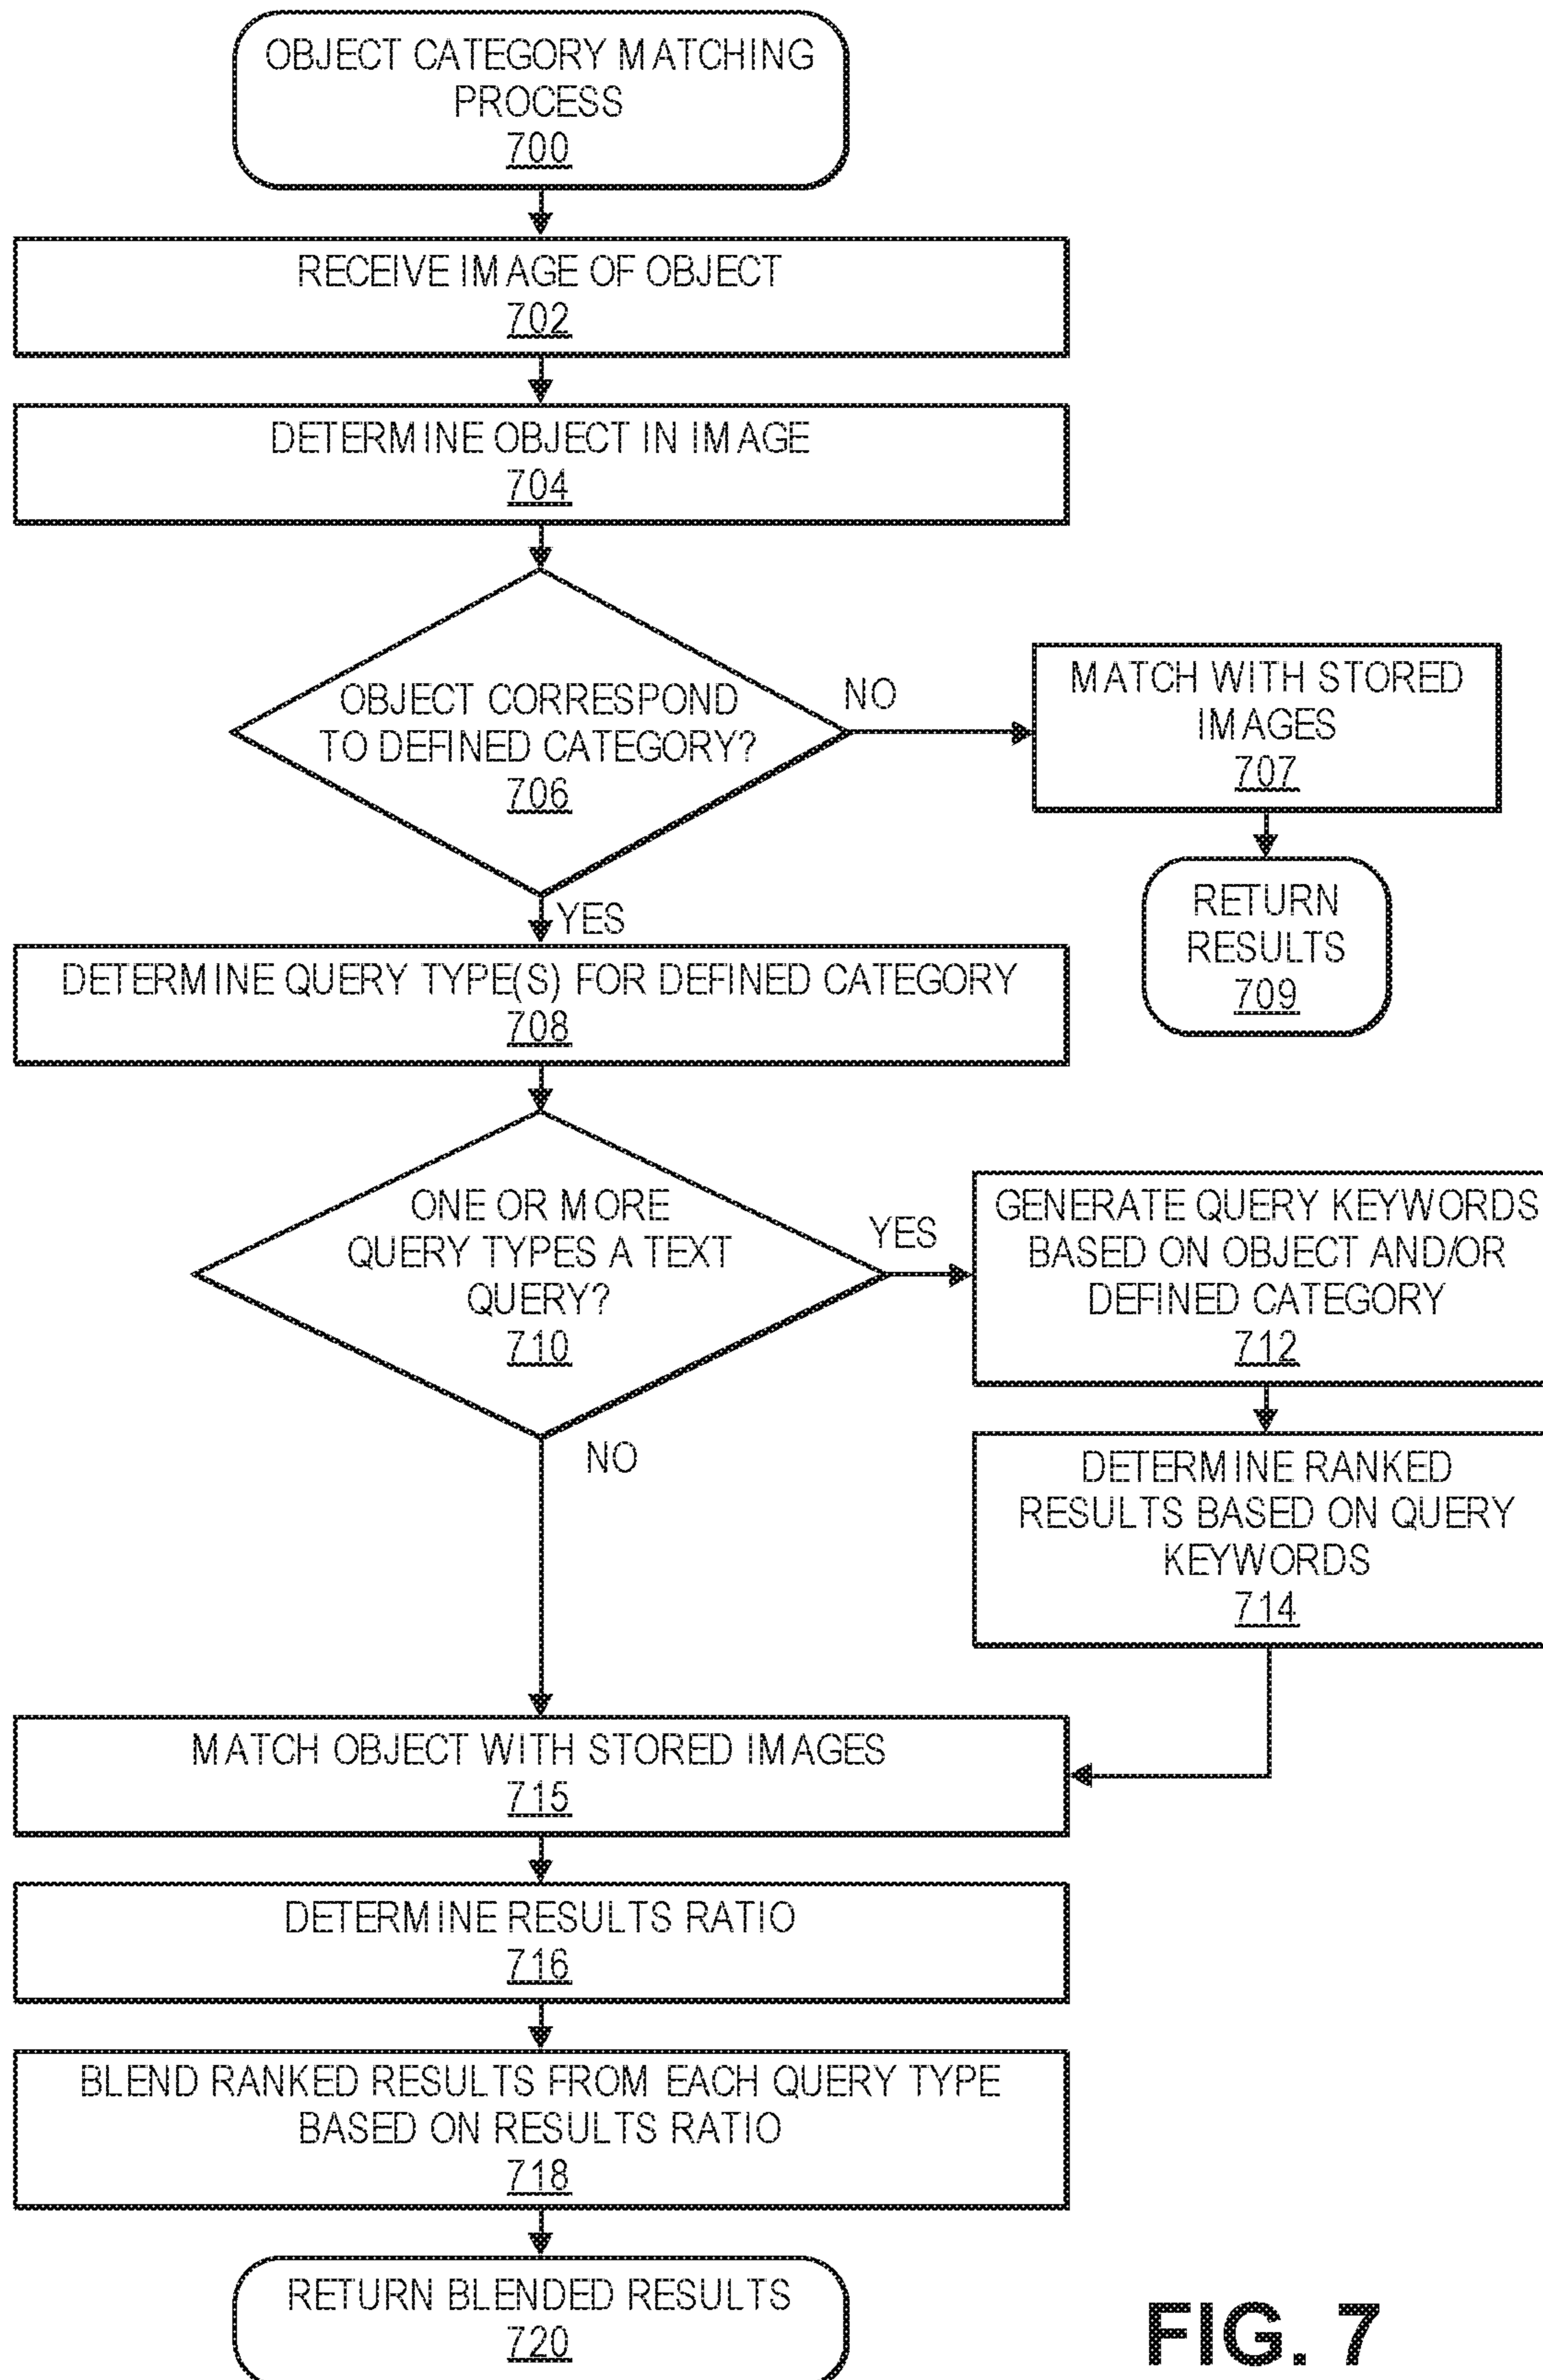 OBJECT CATEGORY MATCHING
PROCESS
700
RECEIVE IMAGE OF OBJECT
702
DETERMINE OBJECT IN IMAGE
704
OBJECT CORRESPOND
TO DEFINED CATEGORY?
706
NO
MATCH WITH STORED
IMAGES
707
RETURN
RESULTS
709
YES
DETERMINE QUERY TYPE(S) FOR DEFINED CATEGORY
708
ONE OR MORE
QUERY TYPES A TEXT
QUERY?
710
YES
GENERATE QUERY KEYWORDS
BASED ON OBJECT AND/OR
DEFINED CATEGORY
712
DETERMINE RANKED
RESULTS BASED ON QUERY
KEYWORDS
714
NO
MATCH OBJECT WITH STORED IMAGES
715
DETERMINE RESULTS RATIO
716
BLEND RANKED RESULTS FROM EACH QUERY TYPE
BASED ON RESULTS RATIO
718
RETURN BLENDED RESULTS
720
FIG. 7